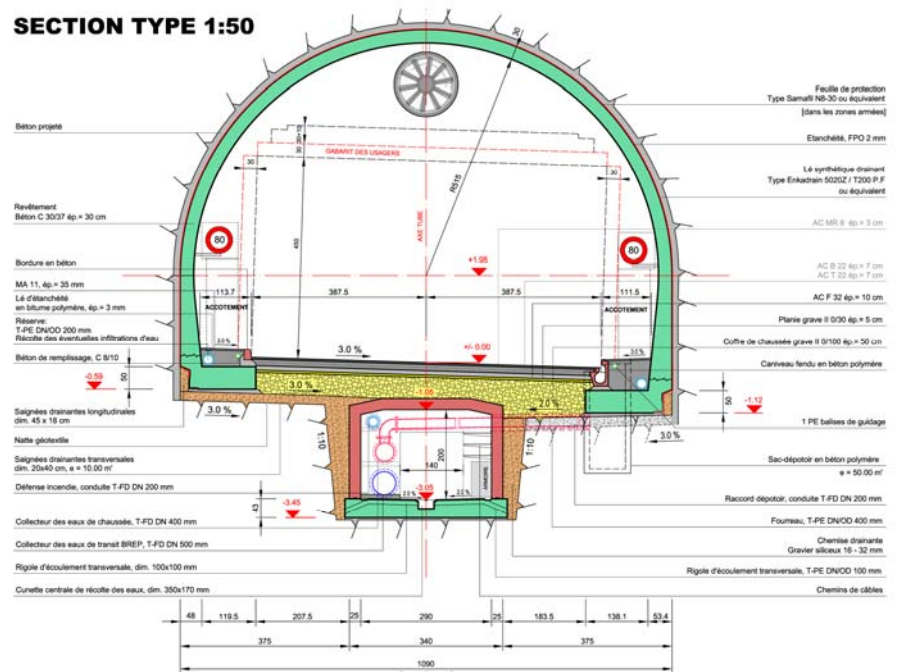 SECTION TYPE 1:50
30
Feuille de protection
Type Sarnafil N8-30 ou équivalent
[dans les zones armées]
Béton projeté
Etanchéité, FPO 2 mm
30
30+10
GABARIT DES USAGERS
30
30
R515
Lé synthétique drainant
Type Enkadrain 5020Z / T200 P.F
ou équivalent
Revêtement
Béton C 30/37 ép.= 30 cm
450
AXE TUBE
AC MR 8 ép.= 3 cm
80
80
Bordure en béton
+1.95
AC B 22 ép.= 7 cm
AC T 22 ép.= 7 cm
MA 11, ép.= 35 mm
113.7
387.5
387.5
111.5
AC F 32 ép.= 10 cm
Lé d'étanchéité
en bitume polymère, ép.= 3 mm
ACCOTEMENT
ACCOTEMENT
Planie grave II 0/30 ép.= 5 cm
Réserve:
T-PE DN/OD 200 mm
Récolte des éventuelles infiltrations d'eau
3.0 %
+/- 0.00
Coffre de chaussée grave II 0/100 ép.= 50 cm
Béton de remplissage, C 8/10
3.0 %
3.0 %
Caniveau fendu en béton polymère
-0.59
50
3.0 %
2.0 %
50
-1.12
-1.05
Saignées drainantes longitudinales
dim. 45 x 18 cm
3.0 %
3.0 %
1 PE balises de guidage
Natte géotextile
1:10
200
1:10
Saignées drainantes transversales
dim. 20x40 cm, e = 10.00 m'
140
ARMOIRE
Sac-dépotoir en béton polymère
e = 50.00 m'
Défense incendie, conduite T-FD DN 200 mm
2.0 %
-3.05
2.0 %
Raccord dépotoir, conduite T-FD DN 200 mm
43
-3.45
Collecteur des eaux de chaussée, T-FD DN 400 mm
Fourreau, T-PE DN/OD 400 mm
Collecteur des eaux de transit BREP, T-FD DN 500 mm
Chemise drainante
Gravier siliceux 16 - 32 mm
Rigole d'écoulement transversale, dim. 100x100 mm
Rigole d'écoulement transversale, T-PE DN/OD 100 mm
Cunette centrale de récolte des eaux, dim. 350x170 mm
Chemins de câbles
48
119.5
207.5
25
290
25
183.5
138.1
53.4
375
340
375
1090